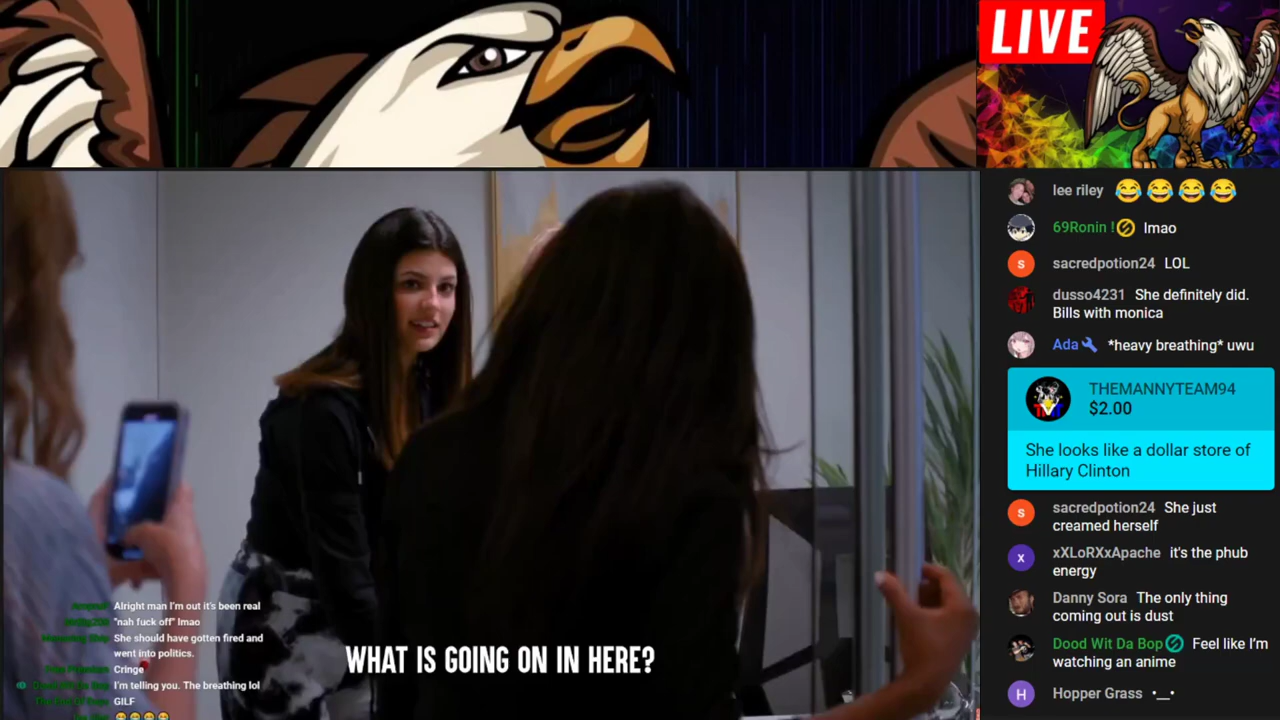 LIVE
lee riley 😂😂😂😂
69Ronin ! lmao
sacredpotion24 LOL
dusso4231 She definitely did.
Bills with monica
Ada *heavy breathing* uwu
THEMANNYTEAM94
$2.00
She looks like a dollar store of
Hillary Clinton
sacredpotion24 She just
creamed herself
xXLoRXxApache it's the phub
energy
Danny Sora The only thing
coming out is dust
Dood Wit Da Bop Feel like I'm
watching an anime
Hopper Grass •__•
WHAT IS GOING ON IN HERE?
Alright man I'm out it's been real
"nah fuck off" lmao
She should have gotten fired and
went into politics.
Cringe
I'm telling you. The breathing lol
GILF
😂😂😂😂